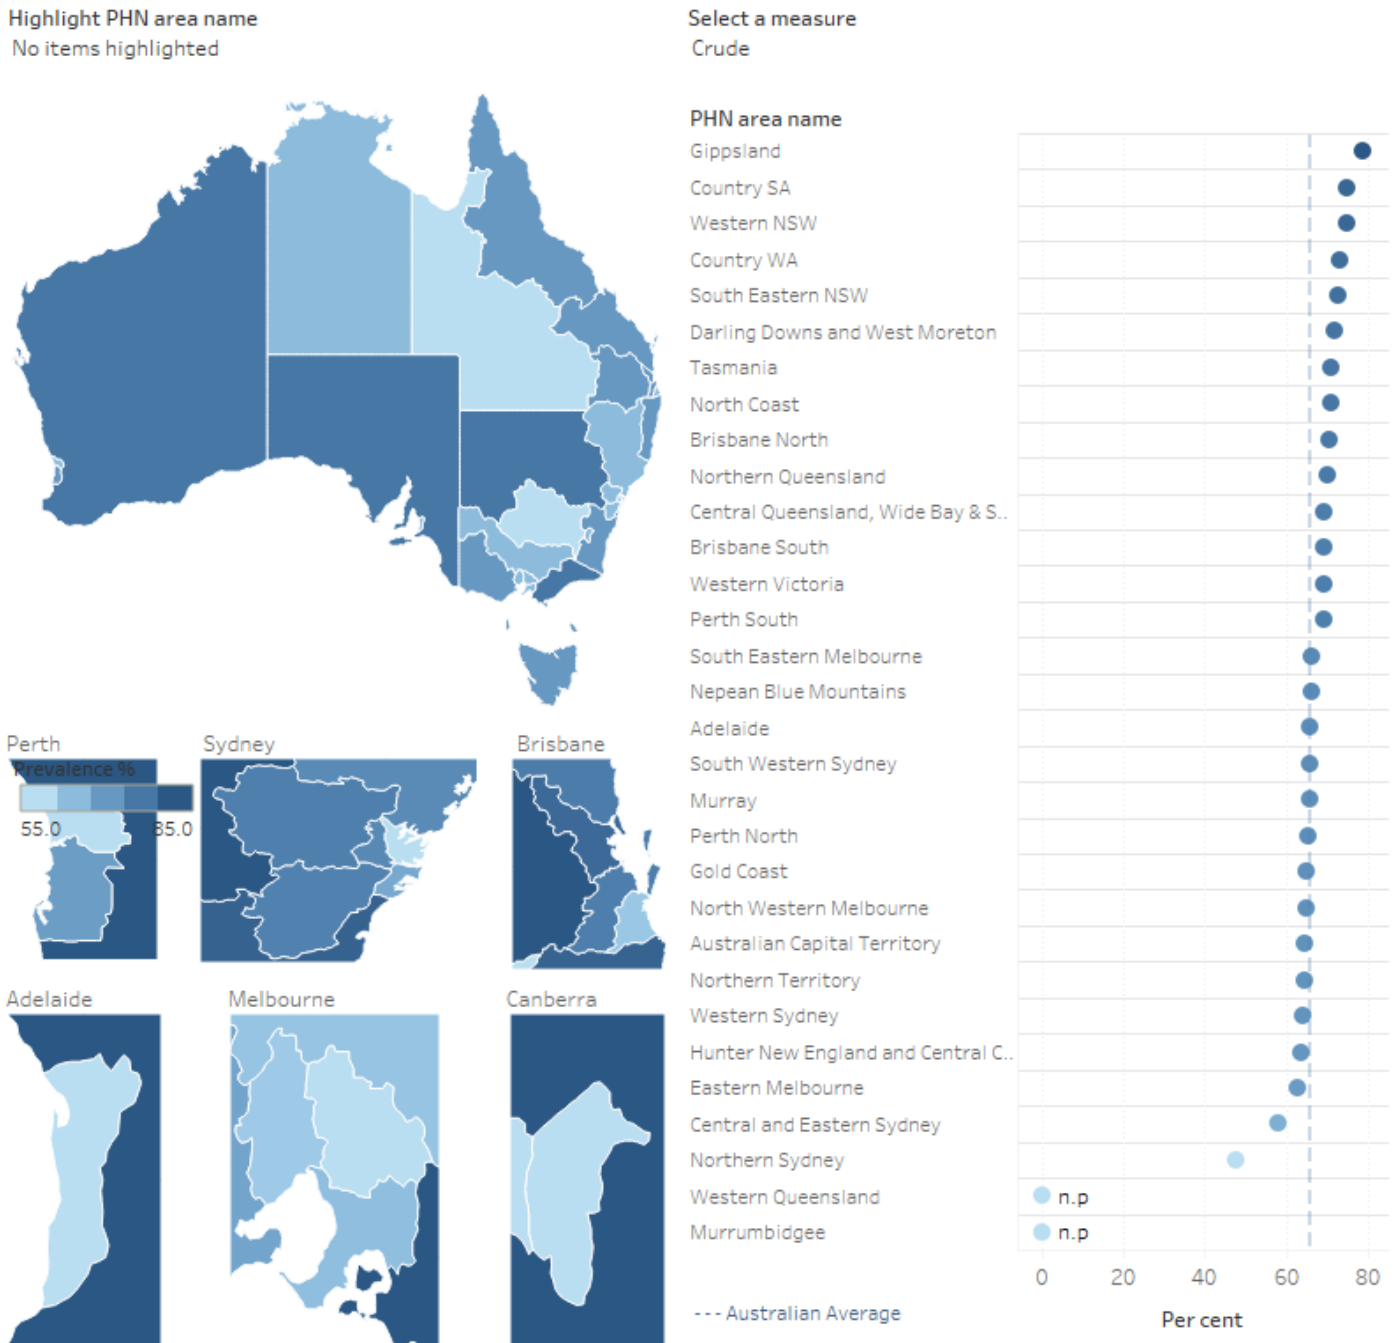 Highlight PHN area name
No items highlighted
Select a measure
Crude
PHN area name
Gippsland
Country SA
Western NSW
Country WA
South Eastern NSW
Darling Downs and West Moreton
Tasmania
North Coast
Brisbane North
Northern Queensland
Central Queensland, Wide Bay & S..
Brisbane South
Western Victoria
Perth South
South Eastern Melbourne
Nepean Blue Mountains
Adelaide
South Western Sydney
Murray
Perth North
Gold Coast
North Western Melbourne
Australian Capital Territory
Northern Territory
Western Sydney
Hunter New England and Central C..
Eastern Melbourne
Central and Eastern Sydney
Northern Sydney
Western Queensland n.p
Murrumbidgee n.p
0 20 40 60 80
Per cent
--- Australian Average
Perth
Sydney
Brisbane
Prevalence %
55.0 85.0
Adelaide
Melbourne
Canberra